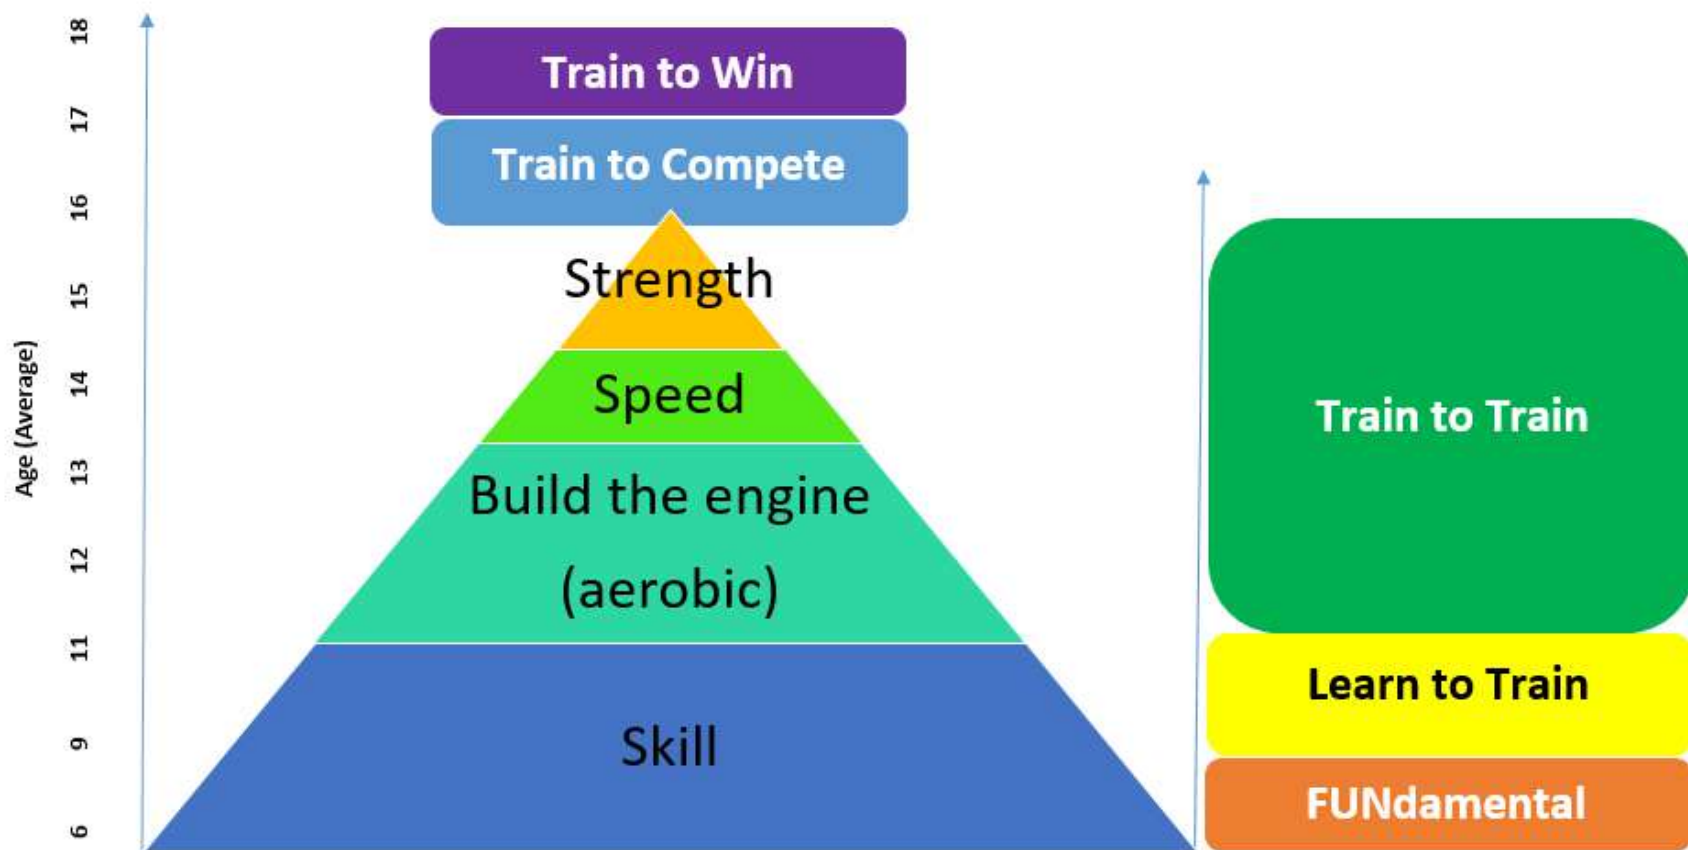 18
17
16
15
14
13
12
11
9
6
Age (Average)
Train to Win
Train to Compete
Strength
Speed
Build the engine
(aerobic)
Skill
Train to Train
Learn to Train
FUNdamental